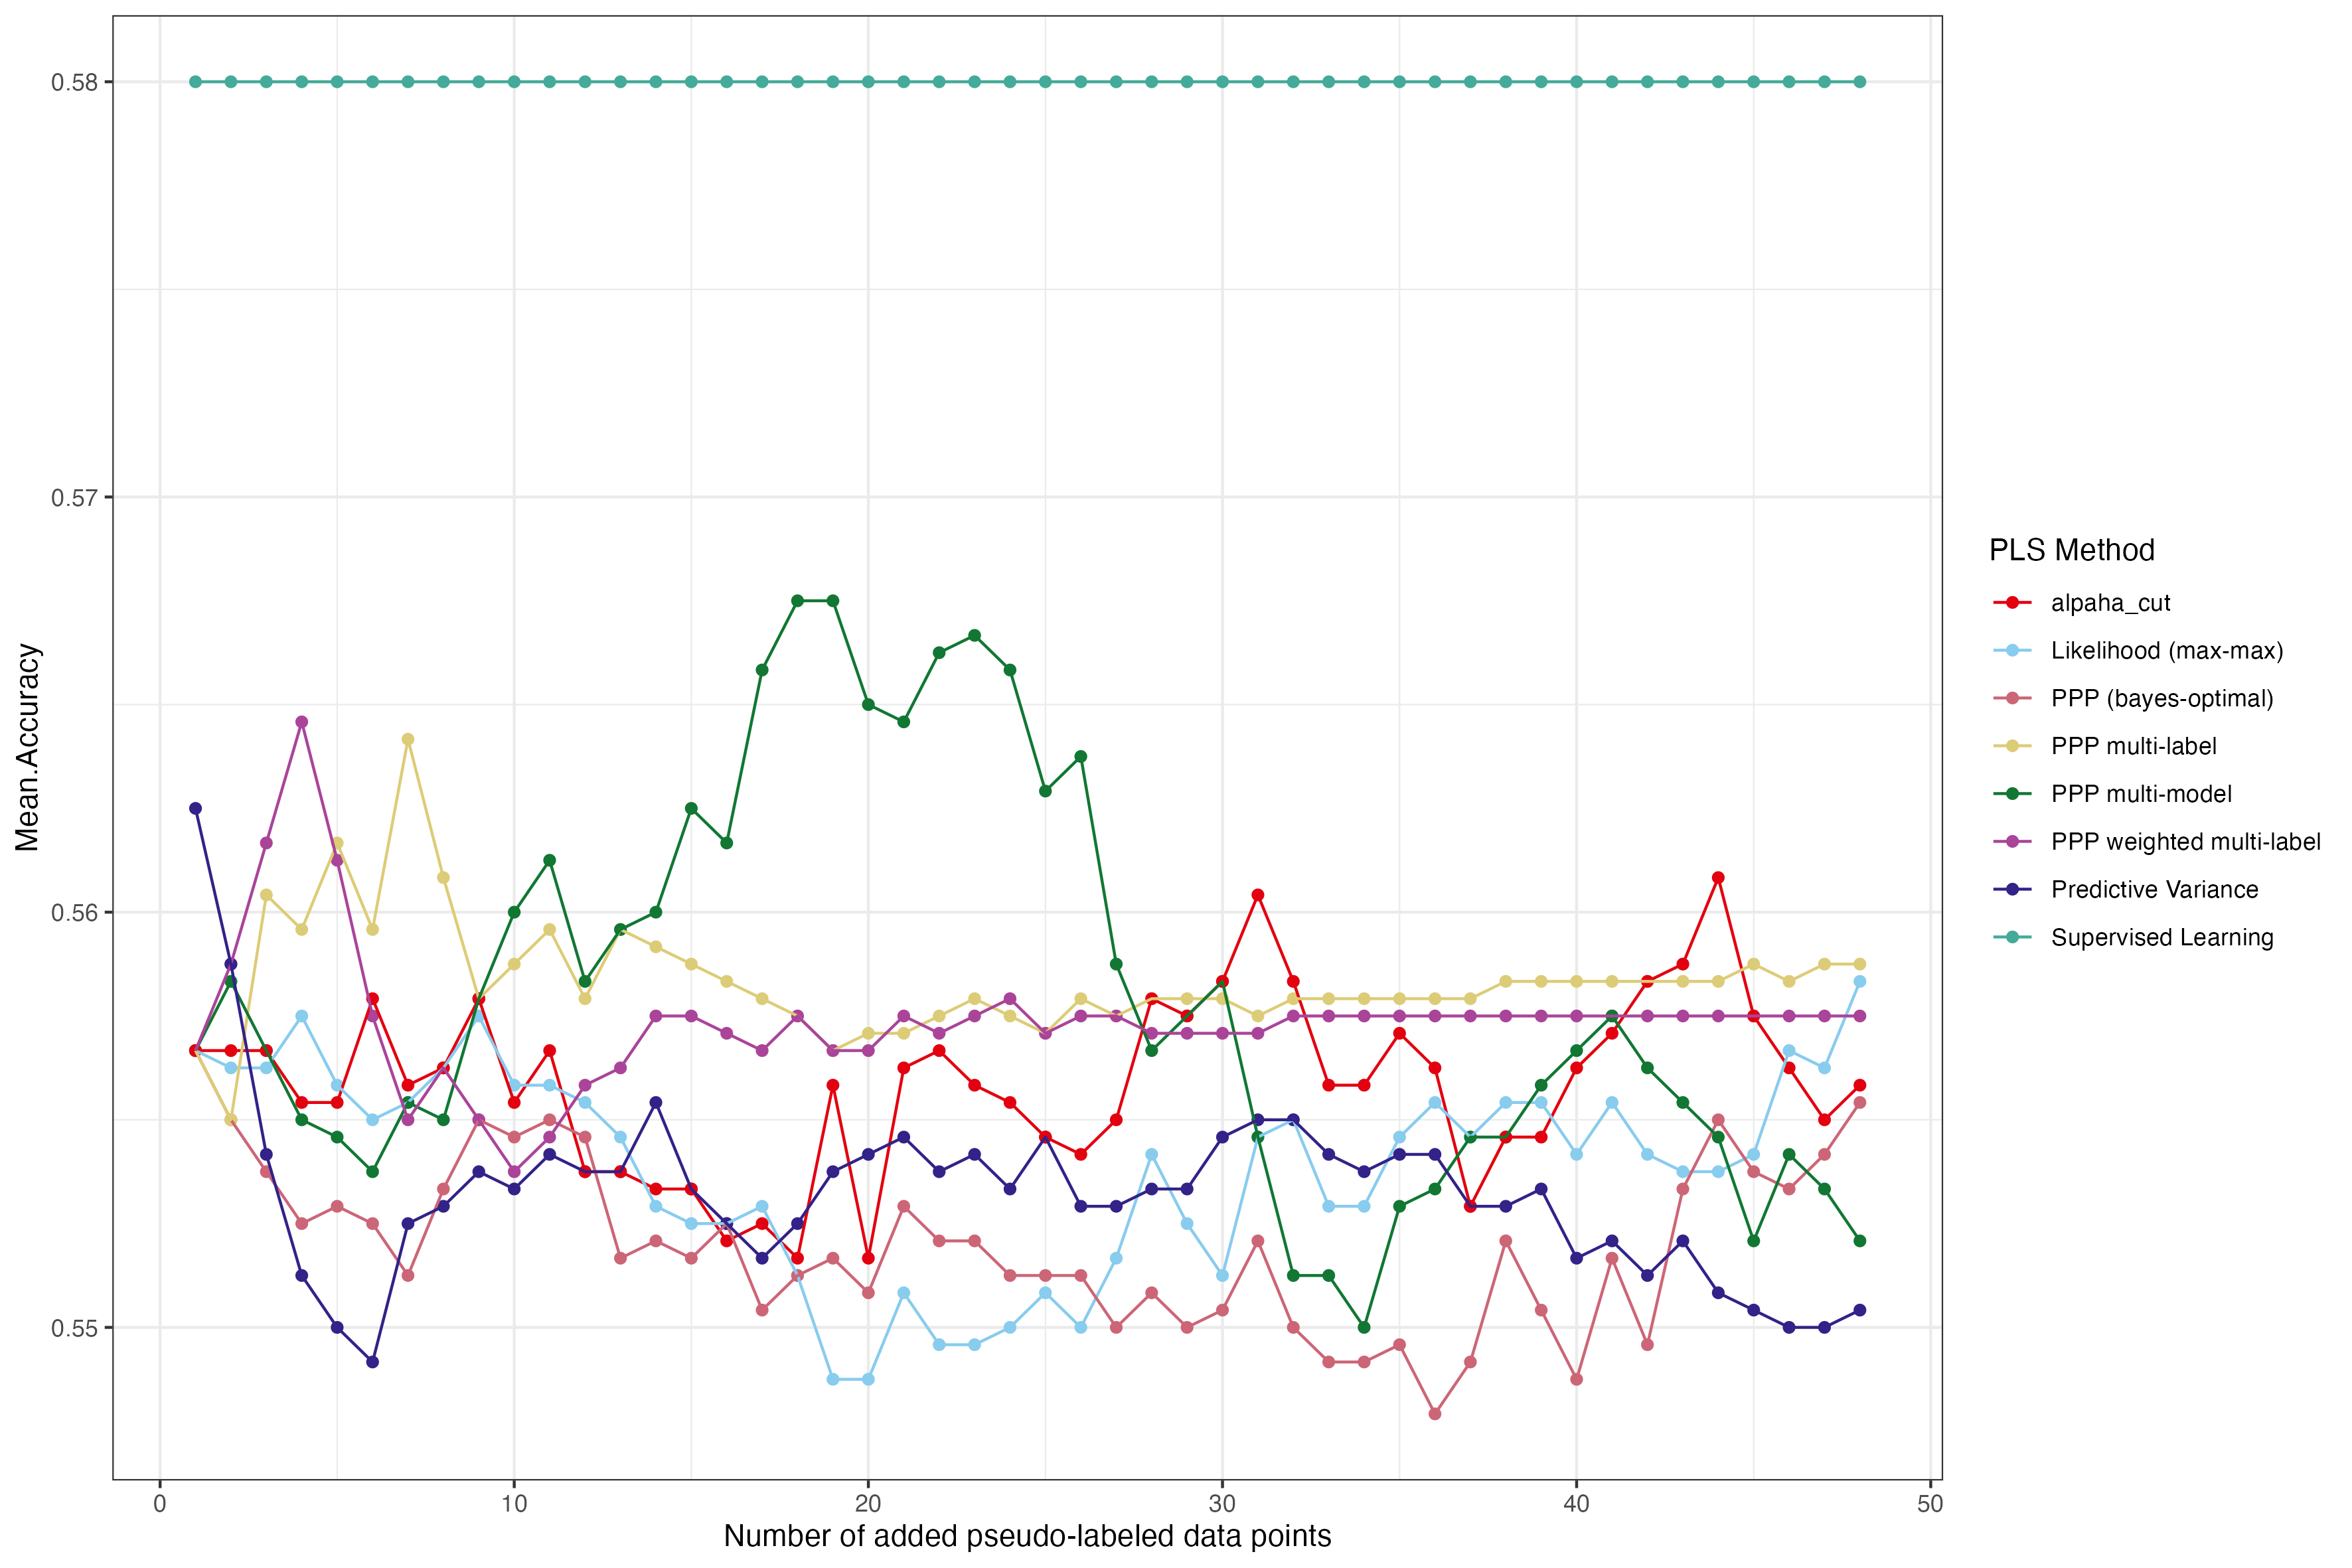 0.58
0.57
0.56
0.55
Mean.Accuracy
0
10
20
30
40
50
Number of added pseudo-labeled data points
PLS Method
alpaha_cut
Likelihood (max-max)
PPP (bayes-optimal)
PPP multi-label
PPP multi-model
PPP weighted multi-label
Predictive Variance
Supervised Learning